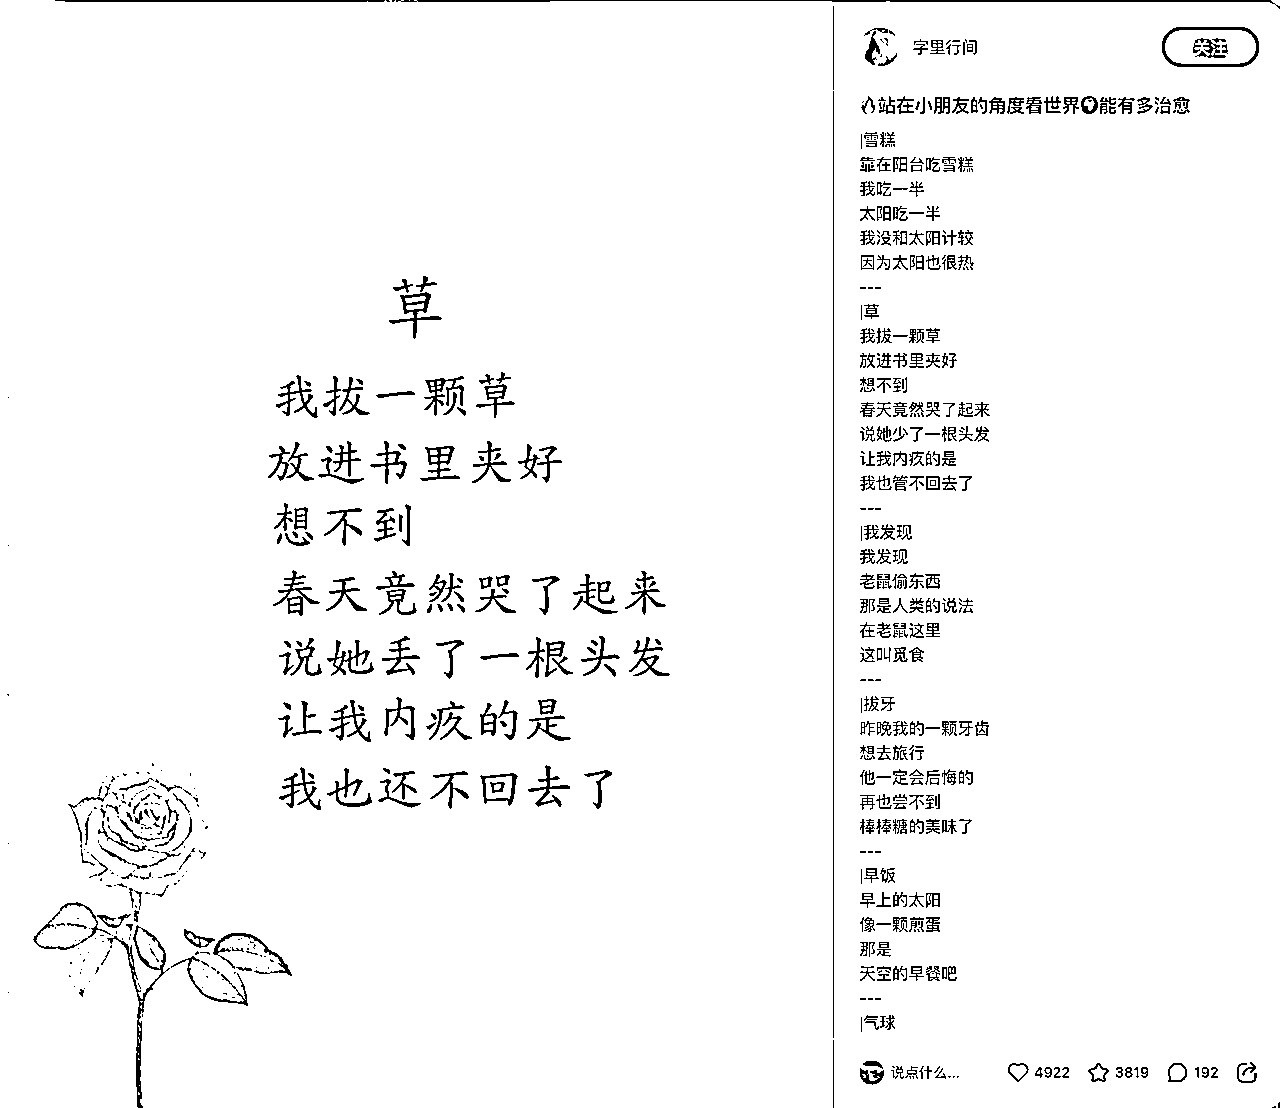 草
我拔一颗草
放进书里夹好
想不到
春天竟然哭了起来
说她丢了一根头发
让我内疚的是
我也还不回去了
字里行间
关注
站在小朋友的角度看世界能有多治愈
|雪糕
靠在阳台吃雪糕
我吃一半
太阳吃一半
我没和太阳计较
因为太阳也很热
---
|草
我拔一颗草
放进书里夹好
想不到
春天竟然哭了起来
说她少了一根头发
让我内疚的是
我也管不回去了
---
|我发现
我发现
老鼠偷东西
那是人类的说法
在老鼠这里
这叫觅食
---
|拔牙
昨晚我的一颗牙齿
想去旅行
他一定会后悔的
再也尝不到
棒棒糖的美味了
---
|早饭
早上的太阳
像一颗煎蛋
那是
天空的早餐吧
---
|气球
说点什么... 4922 3819 192